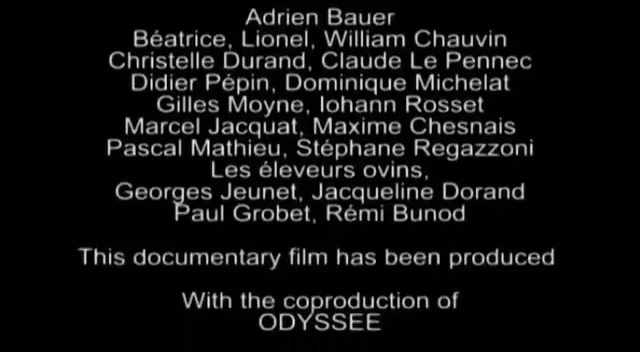 Adrien Bauer
Béatrice, Lionel, William Chauvin
Christelle Durand, Claude Le Pennec
Didier Pépin, Dominique Michelat
Gilles Moyne, Iohann Rosset
Marcel Jacquat, Maxime Chesnais
Pascal Mathieu, Stéphane Regazzoni
Les éleveurs ovins,
Georges Jeunet, Jacqueline Dorand
Paul Grobet, Rémi Bunod
This documentary film has been produced
With the coproduction of
ODYSSEE